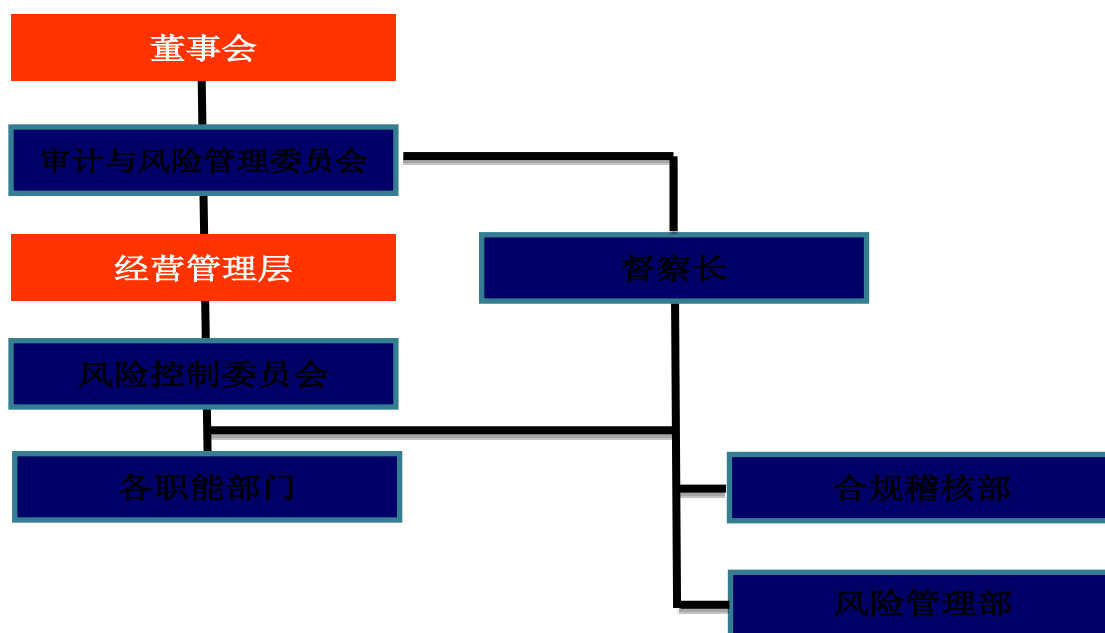 董事会
审计与风险管理委员会
经营管理层
督察长
风险控制委员会
各职能部门
合规稽核部
风险管理部